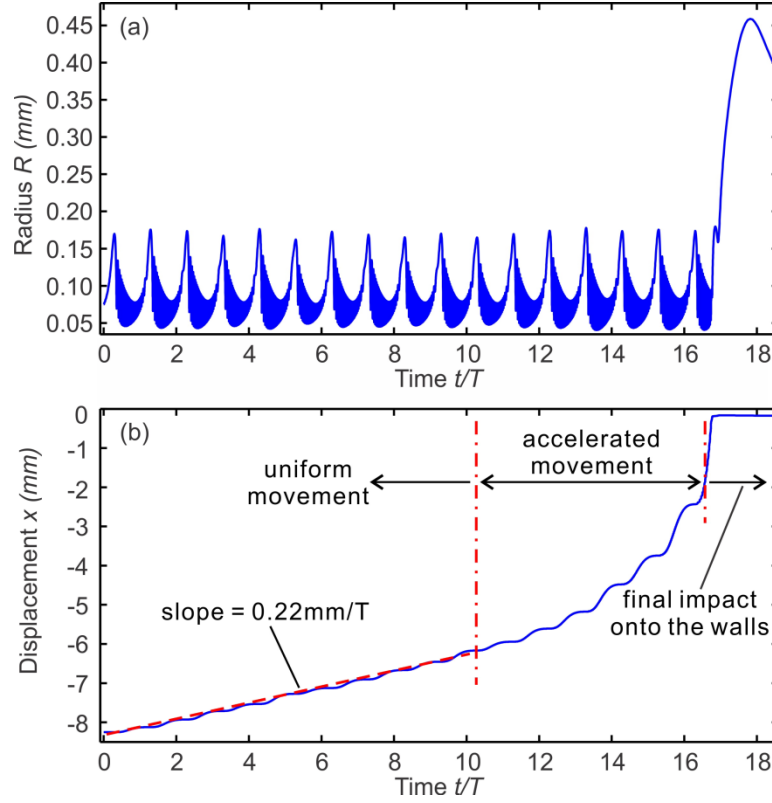 (a)
0.45
0.40
0.35
0.30
0.25
0.20
0.15
0.10
0.05
Radius R (mm)
0 2 4 6 8 10 12 14 16 18
Time t/T
(b)
0
-1
-2
-3
-4
-5
-6
-7
-8
Displacement x (mm)
uniform
movement
accelerated
movement
slope = 0.22mm/T
final impact
onto the walls
0 2 4 6 8 10 12 14 16 18
Time t/T